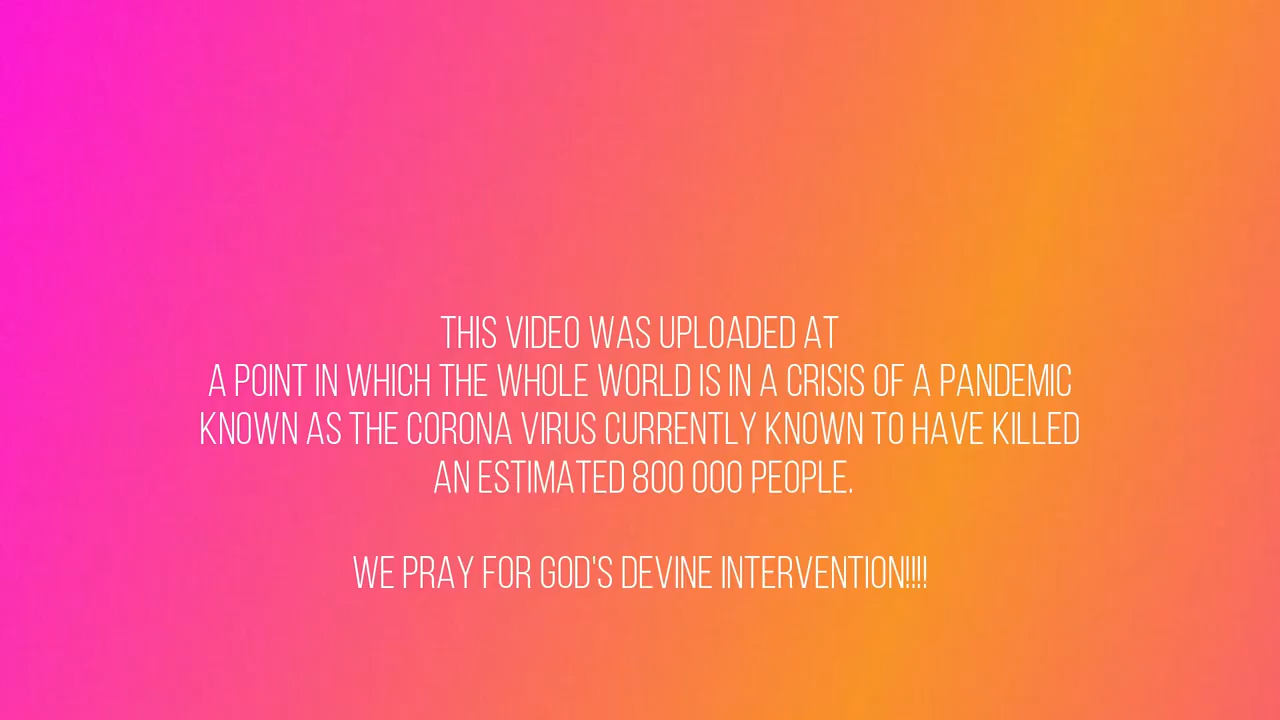 THIS VIDEO WAS UPLOADED AT
A POINT IN WHICH THE WHOLE WORLD IS IN A CRISIS OF A PANDEMIC
KNOWN AS THE CORONA VIRUS CURRENTLY KNOWN TO HAVE KILLED
AN ESTIMATED 800 000 PEOPLE.
WE PRAY FOR GOD'S DEVINE INTERVENTION!!!!